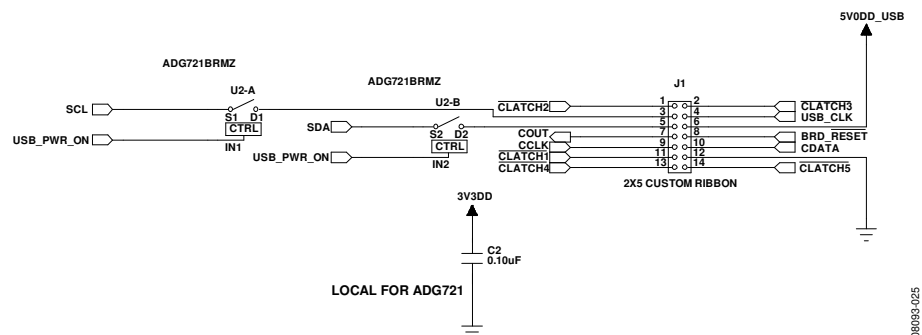 5V0DD_USB
ADG721BRMZ
ADG721BRMZ
U2-A
J1
U2-B
SCL
S1 D1
CTRL
IN1
USB_PWR_ON
SDA
S2 D2
CTRL
IN2
USB_PWR_ON
CLATCH2 1 2 CLATCH3
3 4 USB_CLK
5 6
COUT 7 8 BRD_RESET
CCLK 9 10 CDATA
CLATCH1 11 12
CLATCH4 13 14 CLATCH5
2X5 CUSTOM RIBBON
3V3DD
C2
0.10uF
LOCAL FOR ADG721
08093-025